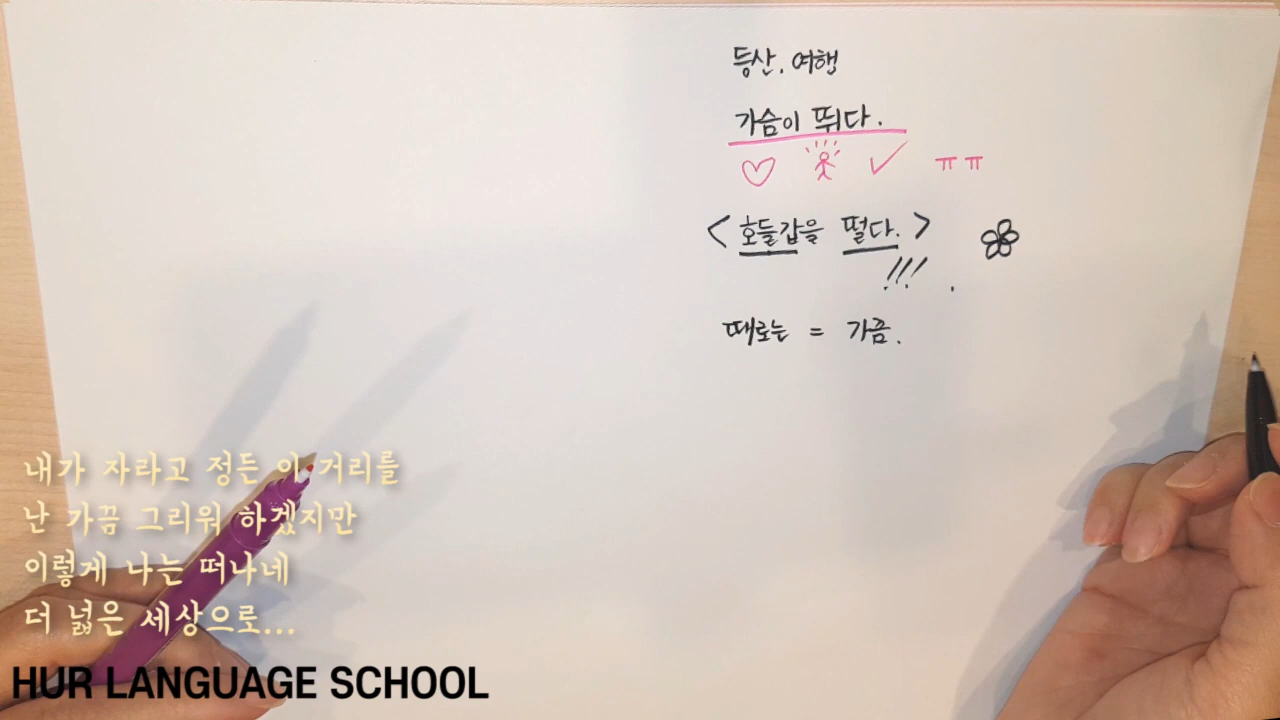 등산. 여행
가슴이 뛰다.
ㅠㅠ
<호들갑을 떨다.>
!!!
때로는 = 가끔.
내가 자라고 정든 이 거리를
난 가끔 그리워 하겠지만
이렇게 나는 떠나네
더 넓은 세상으로...
HUR LANGUAGE SCHOOL